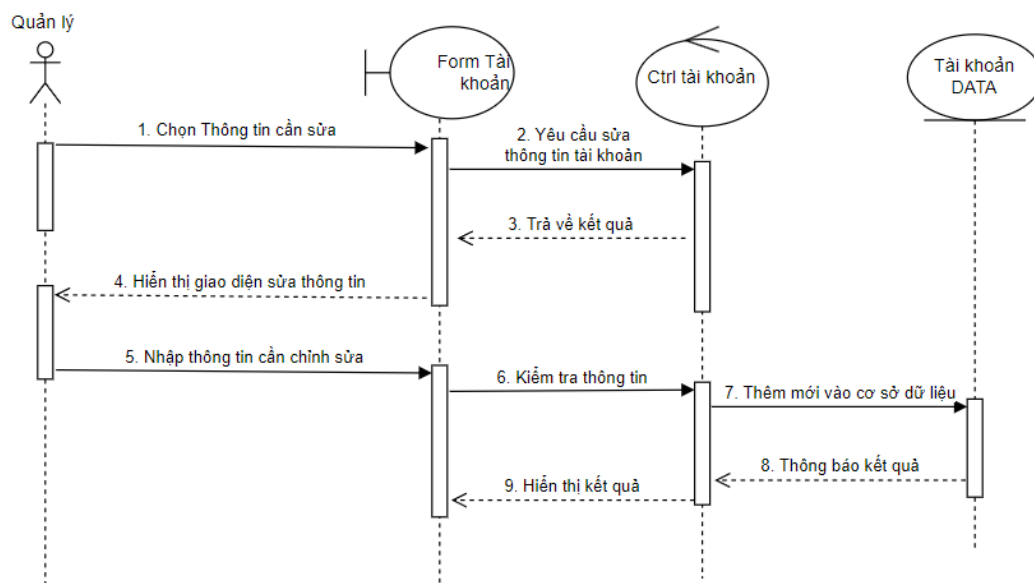 Quản lý
Form Tài
khoản
Ctrl tài khoản
Tài khoản
DATA
1. Chọn Thông tin cần sửa
2. Yêu cầu sửa
thông tin tài khoản
3. Trả về kết quả
4. Hiển thị giao diện sửa thông tin
5. Nhập thông tin cần chỉnh sửa
6. Kiểm tra thông tin
7. Thêm mới vào cơ sở dữ liệu
8. Thông báo kết quả
9. Hiển thị kết quả